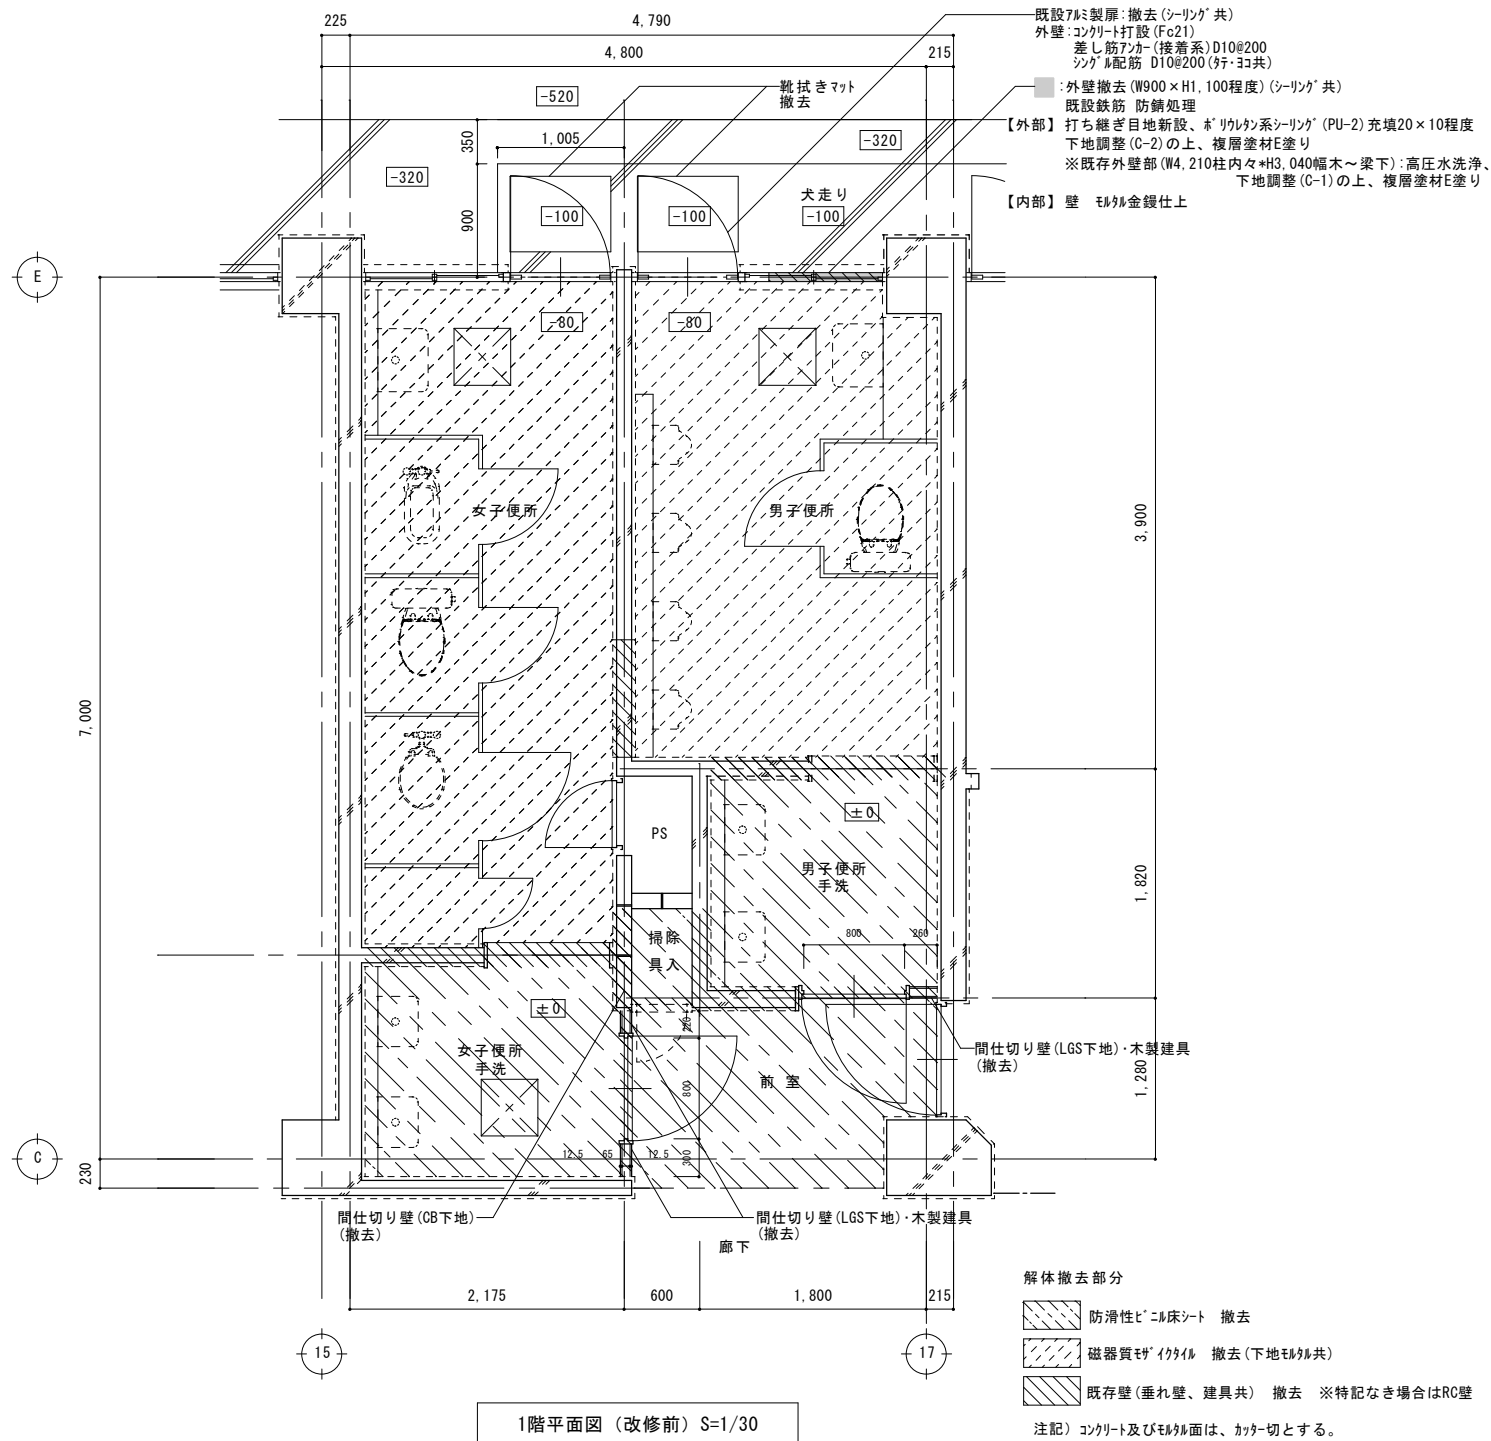 225
4,790
4,800
215
既設ｱﾙﾐ製扉：撤去(ｼｰﾘﾝｸﾞ共)
外壁：ｺﾝｸﾘｰﾄ打設(Fc21)
差し筋ｱﾝｶｰ(接着系)D10@200
ｼﾝｸﾞﾙ配筋 D10@200(ﾀﾃ･ﾖｺ共)
：外壁撤去(W900×H1,100程度)(ｼｰﾘﾝｸﾞ共)
既設鉄筋 防錆処理
【外部】 打ち継ぎ目地新設、ﾎﾟﾘｳﾚﾀﾝ系ｼｰﾘﾝｸﾞ(PU-2)充填20×10程度
下地調整(C-2)の上、複層塗材E塗り
※既存外壁部(W4,210柱内々*H3,040幅木～梁下)：高圧水洗浄、
下地調整(C-1)の上、複層塗材E塗り
【内部】 壁 ﾓﾙﾀﾙ金鏝仕上
靴拭きﾏｯﾄ
撤去
-520
350
1,005
-320
-320
900
-100
-100
犬走り
-100
E
-80
-80
女子便所
男子便所
3,900
7,000
PS
±0
男子便所
手洗
1,820
800
260
掃除
具入
±0
女子便所
手洗
220
800
前室
間仕切り壁(LGS下地)･木製建具
(撤去)
1,280
C
230
12.5
65
12.5
300
間仕切り壁(CB下地)
(撤去)
間仕切り壁(LGS下地)･木製建具
(撤去)
廊下
2,175
600
1,800
215
15
17
解体撤去部分
防滑性ﾋﾞﾆﾙ床ｼｰﾄ 撤去
磁器質ﾓｻﾞｲｸﾀｲﾙ 撤去(下地ﾓﾙﾀﾙ共)
既存壁(垂れ壁、建具共) 撤去 ※特記なき場合はRC壁
注記）ｺﾝｸﾘｰﾄ及びﾓﾙﾀﾙ面は、ｶｯﾀｰ切とする。
1階平面図（改修前）S=1/30